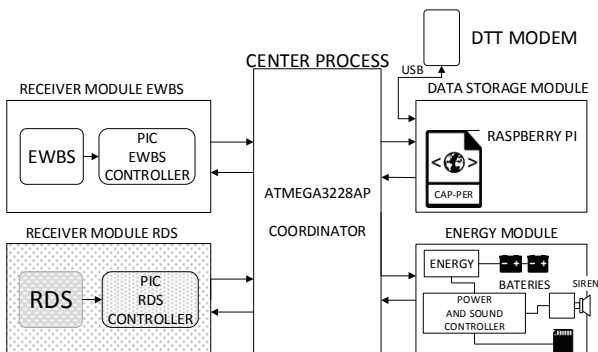 DTT MODEM
CENTER PROCESS
USB
RECEIVER MODULE EWBS
DATA STORAGE MODULE
EWBS
PIC
EWBS
CONTROLLER
RASPBERRY PI
CAP-PER
ATMEGA3228AP
COORDINATOR
RECEIVER MODULE RDS
ENERGY MODULE
RDS
PIC
RDS
CONTROLLER
ENERGY
BATERIES
SIREN
POWER
AND SOUND
CONTROLLER